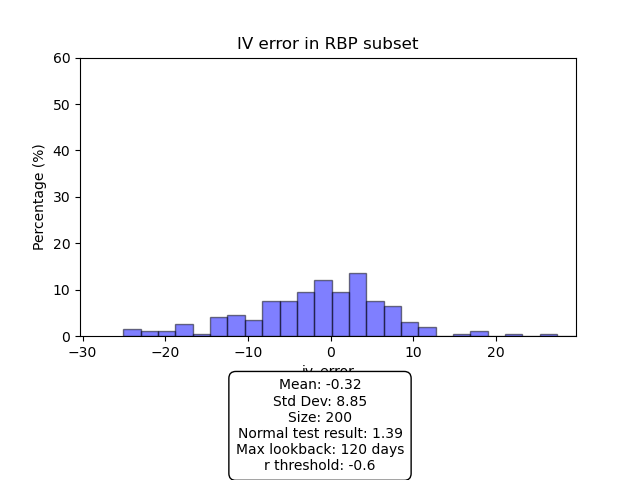 IV error in RBP subset
60
50
40
30
20
10
0
Percentage (%)
−30
−20
−10
0
10
20
iv_error
Mean: -0.32
Std Dev: 8.85
Size: 200
Normal test result: 1.39
Max lookback: 120 days
r threshold: -0.6